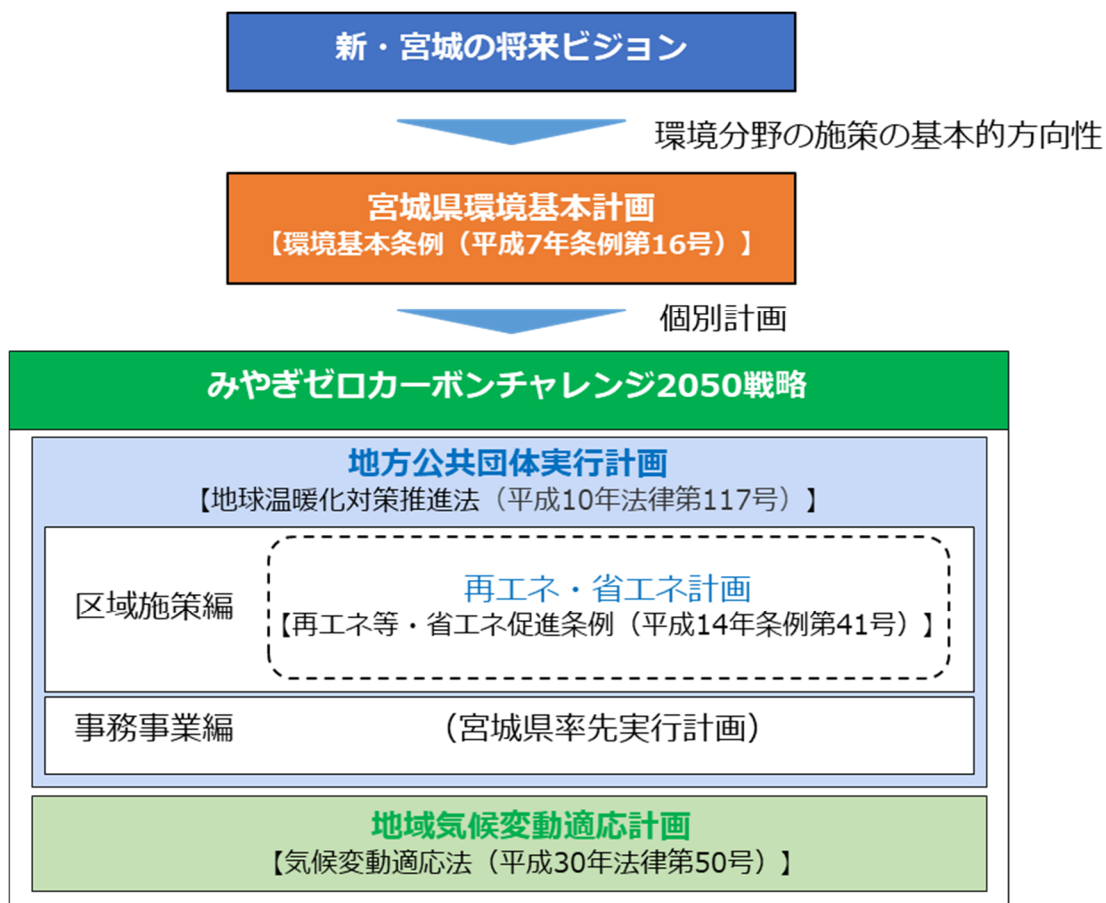 新・宮城の将来ビジョン
環境分野の施策の基本的方向性
宮城県環境基本計画
【環境基本条例（平成7年条例第16号）】
個別計画
みやぎゼロカーボンチャレンジ2050戦略
地方公共団体実行計画
【地球温暖化対策推進法（平成10年法律第117号）】
区域施策編
再エネ・省エネ計画
【再エネ等・省エネ促進条例（平成14年条例第41号）】
事務事業編
（宮城県率先実行計画）
地域気候変動適応計画
【気候変動適応法（平成30年法律第50号）】